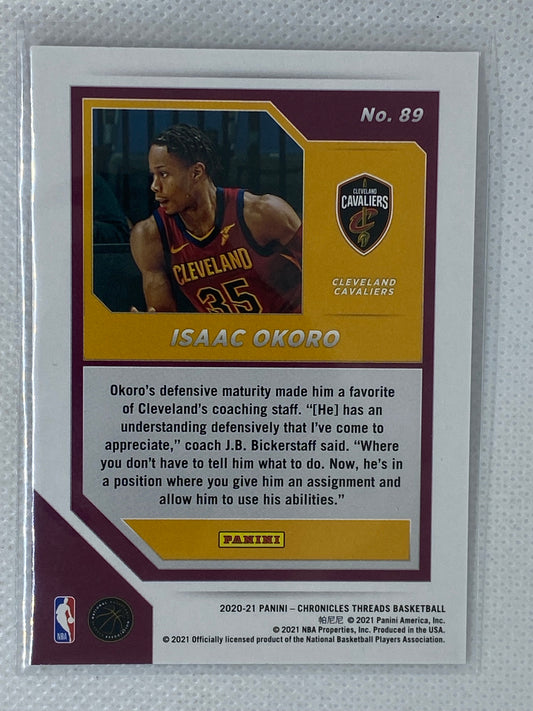 No. 89
CLEVELAND
CAVALIERS
CLEVELAND
35
CLEVELAND
CAVALIERS
ISAAC OKORO
Okoro's defensive maturity made him a favorite
of Cleveland's coaching staff. “[He] has an
understanding defensively that I've come to
appreciate,” coach J.B. Bickerstaff said. “Where
you don't have to tell him what to do. Now, he's in
a position where you give him an assignment and
allow him to use his abilities.”
PANINI
2020-21 PANINI – CHRONICLES THREADS BASKETBALL
帕尼尼 © 2021 Panini America, Inc.
© 2021 NBA Properties, Inc. Produced in the USA.
© 2021 Officially licensed product of the National Basketball Players Association.
NBA